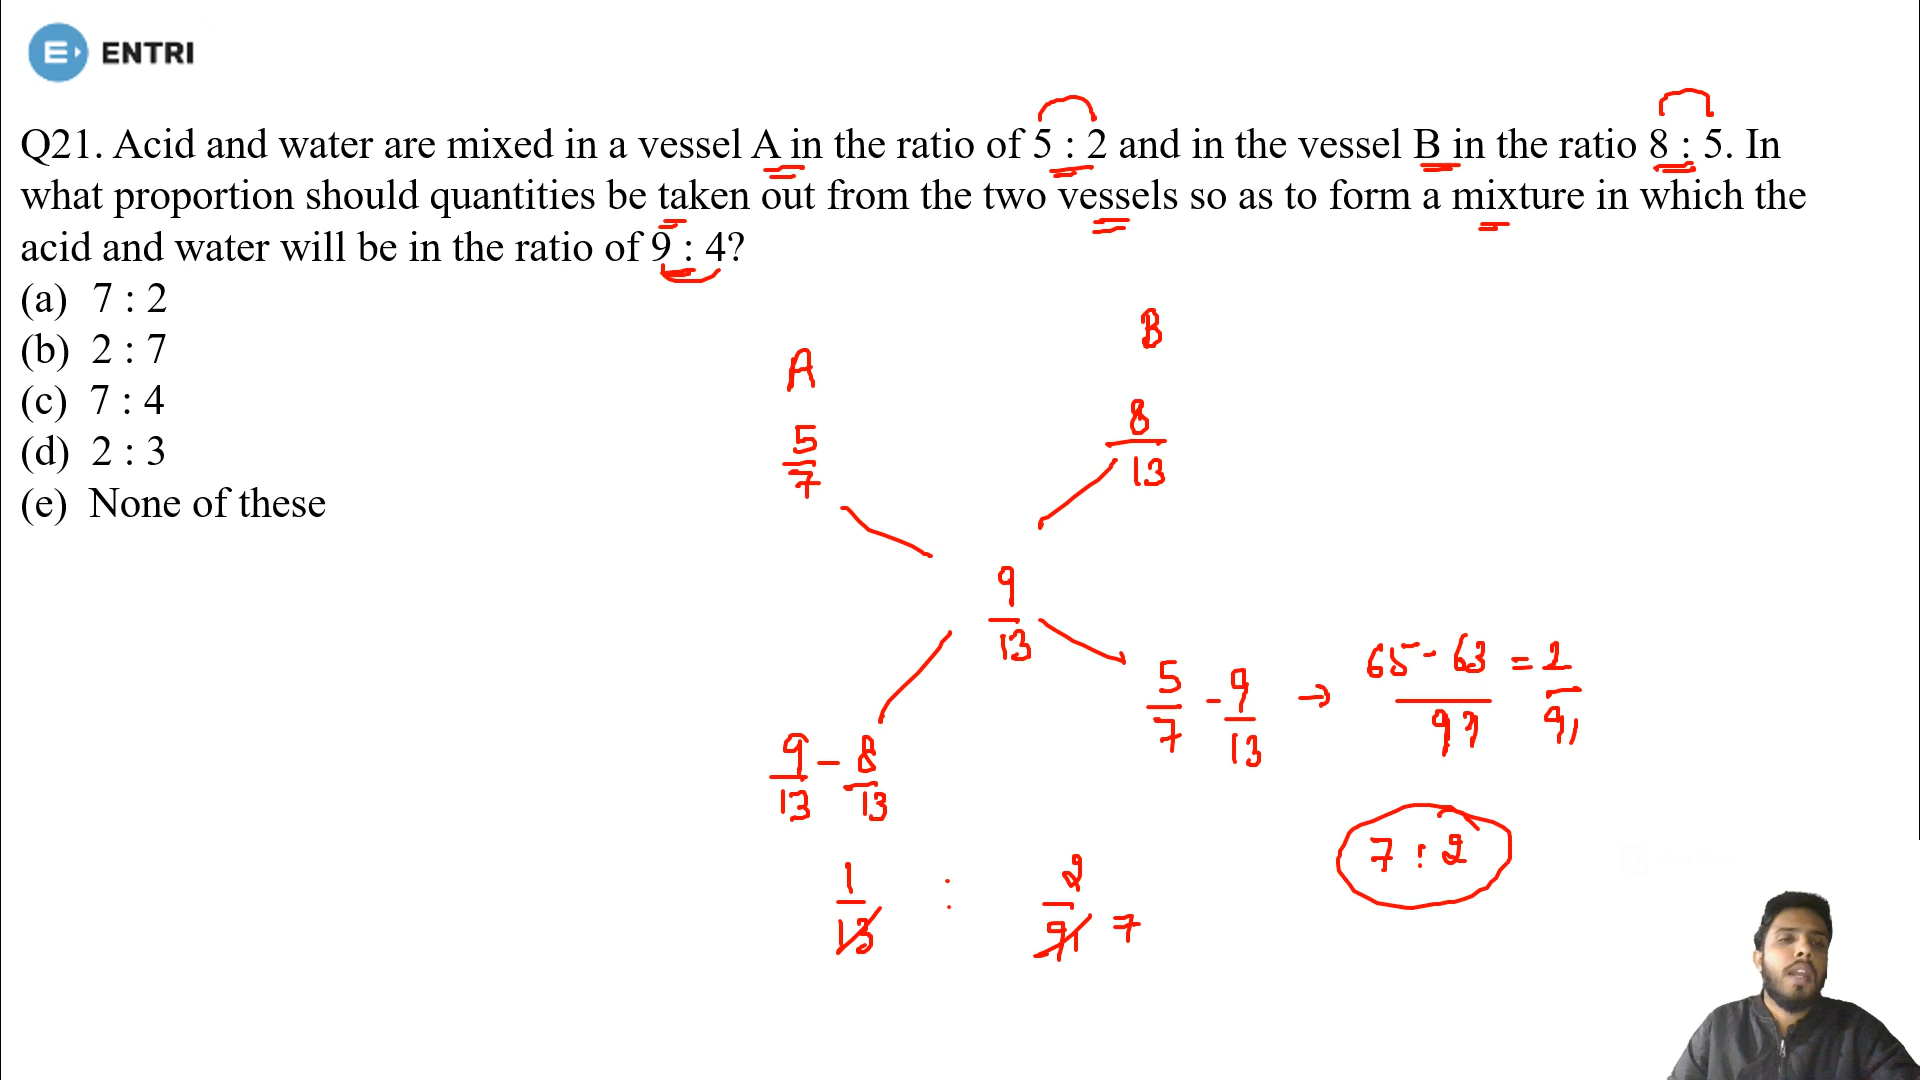 ENTRI
Q21. Acid and water are mixed in a vessel A in the ratio of 5 : 2 and in the vessel B in the ratio 8 : 5. In
what proportion should quantities be taken out from the two vessels so as to form a mixture in which the
acid and water will be in the ratio of 9 : 4?
(a) 7 : 2
(b) 2 : 7
(c) 7 : 4
(d) 2 : 3
(e) None of these
A B
5/7 8/13
9/13
9/13 - 8/13
5/7 - 9/13 → 65 - 63/91 = 2/91
1/13 : 2/91 7
7 : 2